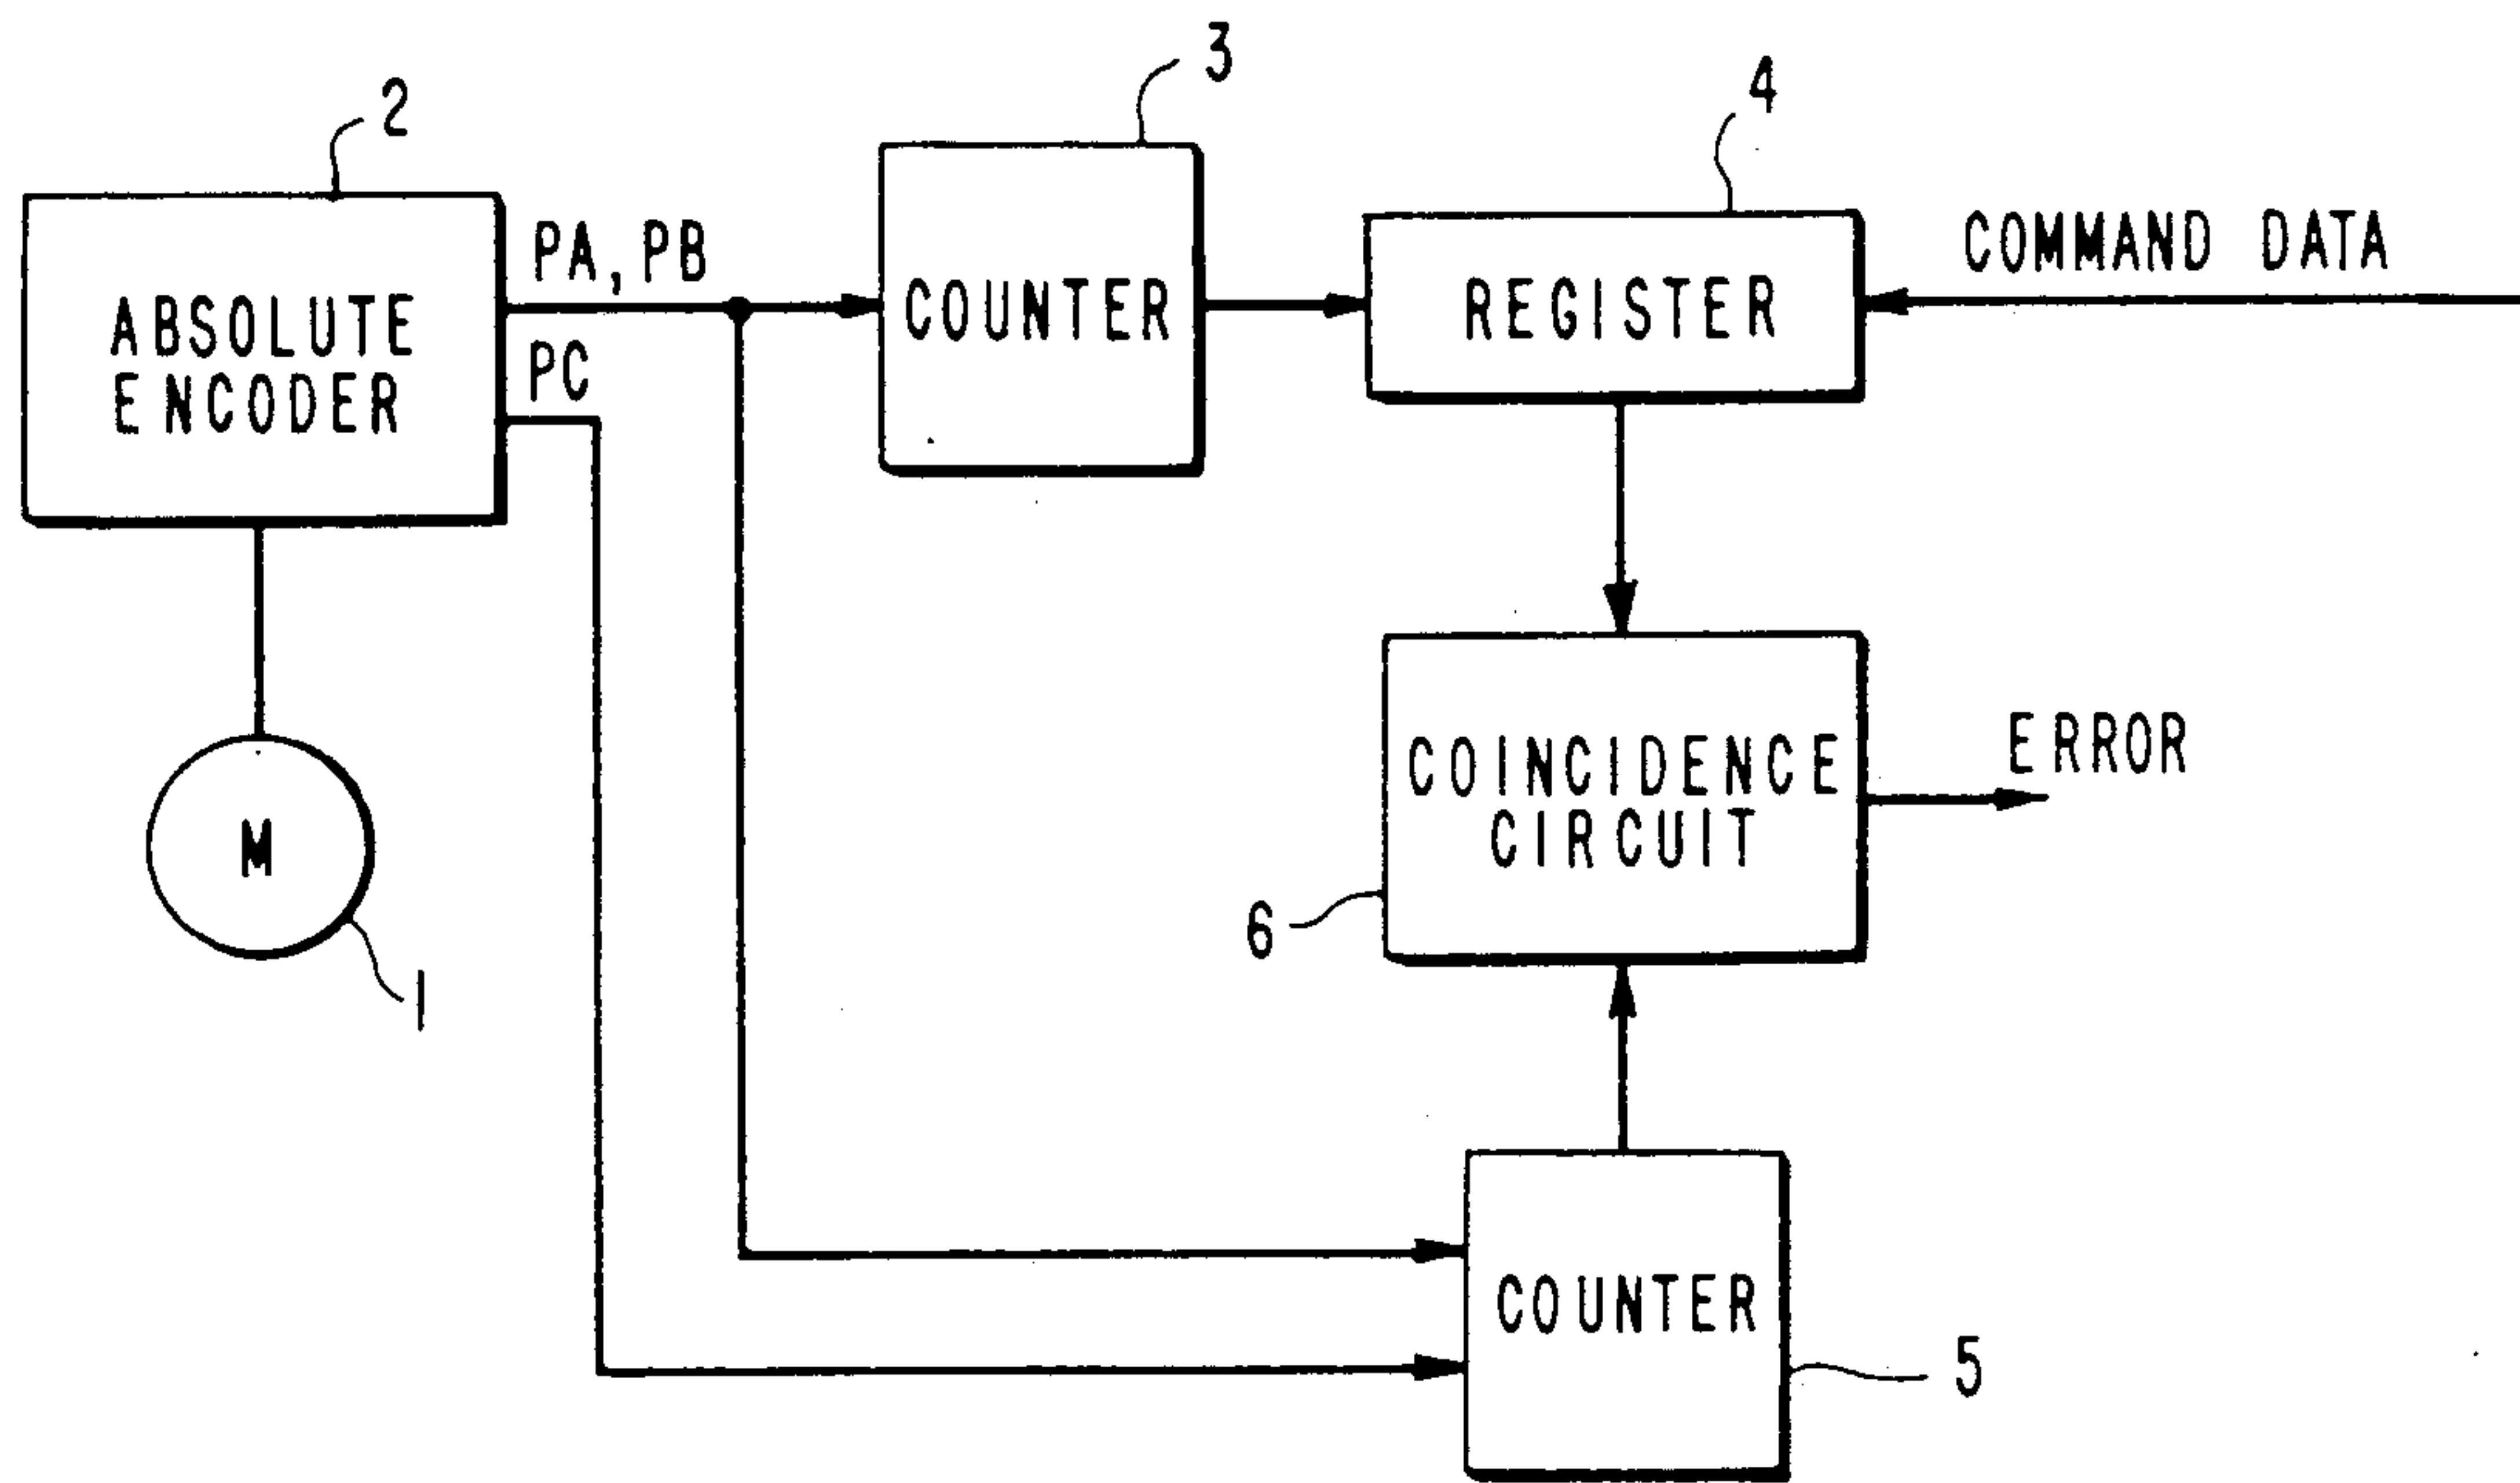 2
3
4
ABSOLUTE
ENCODER
PA, PB
PC
COUNTER
REGISTER
COMMAND DATA
M
1
COINCIDENCE
CIRCUIT
6
ERROR
COUNTER
5